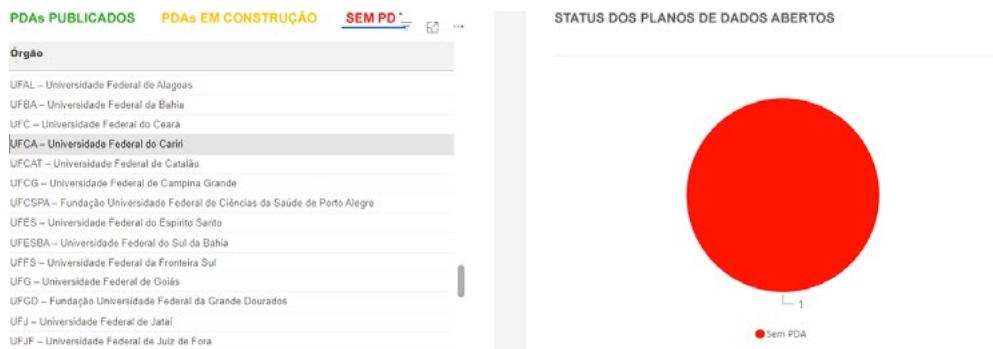 PDAs PUBLICADOS PDAs EM CONSTRUÇÃO SEM PD
Órgão
UFAL – Universidade Federal de Alagoas
UFBA – Universidade Federal da Bahia
UFC – Universidade Federal do Ceará
UFCA – Universidade Federal do Cariri
UFCAT – Universidade Federal de Catalão
UFCG – Universidade Federal de Campina Grande
UFCSPA – Fundação Universidade Federal de Ciências da Saúde de Porto Alegre
UFES – Universidade Federal do Espírito Santo
UFESBA – Universidade Federal do Sul da Bahia
UFFS – Universidade Federal da Fronteira Sul
UFG – Universidade Federal de Goiás
UFGD – Fundação Universidade Federal da Grande Dourados
UFJ – Universidade Federal de Jataí
UFJF – Universidade Federal de Juiz de Fora
STATUS DOS PLANOS DE DADOS ABERTOS
1
Sem PDA